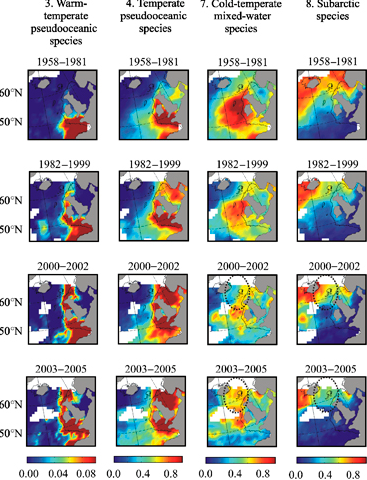 3. Warm-
temperate
pseudooceanic
species
4. Temperate
pseudooceanic
species
7. Cold-temperate
mixed-water
species
8. Subarctic
species
1958–1981 1958–1981 1958–1981 1958–1981
60°N
50°N
1982–1999 1982–1999 1982–1999 1982–1999
60°N
50°N
2000–2002 2000–2002 2000–2002 2000–2002
60°N
50°N
2003–2005 2003–2005 2003–2005 2003–2005
60°N
50°N
0.00 0.04 0.08 0.0 0.4 0.8 0.0 0.4 0.8 0.0 0.4 0.8